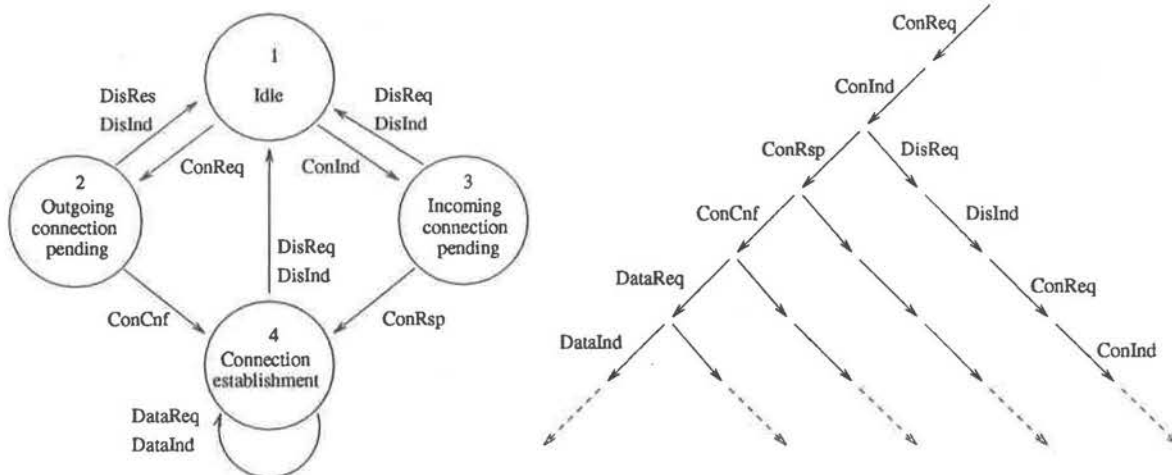 1
Idle
DisRes
DisInd
DisReq
DisInd
ConReq
ConInd
2
Outgoing
connection
pending
3
Incoming
connection
pending
DisReq
DisInd
ConCnf
ConRsp
4
Connection
establishment
DataReq
DataInd
ConReq
ConInd
ConRsp
DisReq
ConCnf
DisInd
DataReq
ConReq
DataInd
ConInd